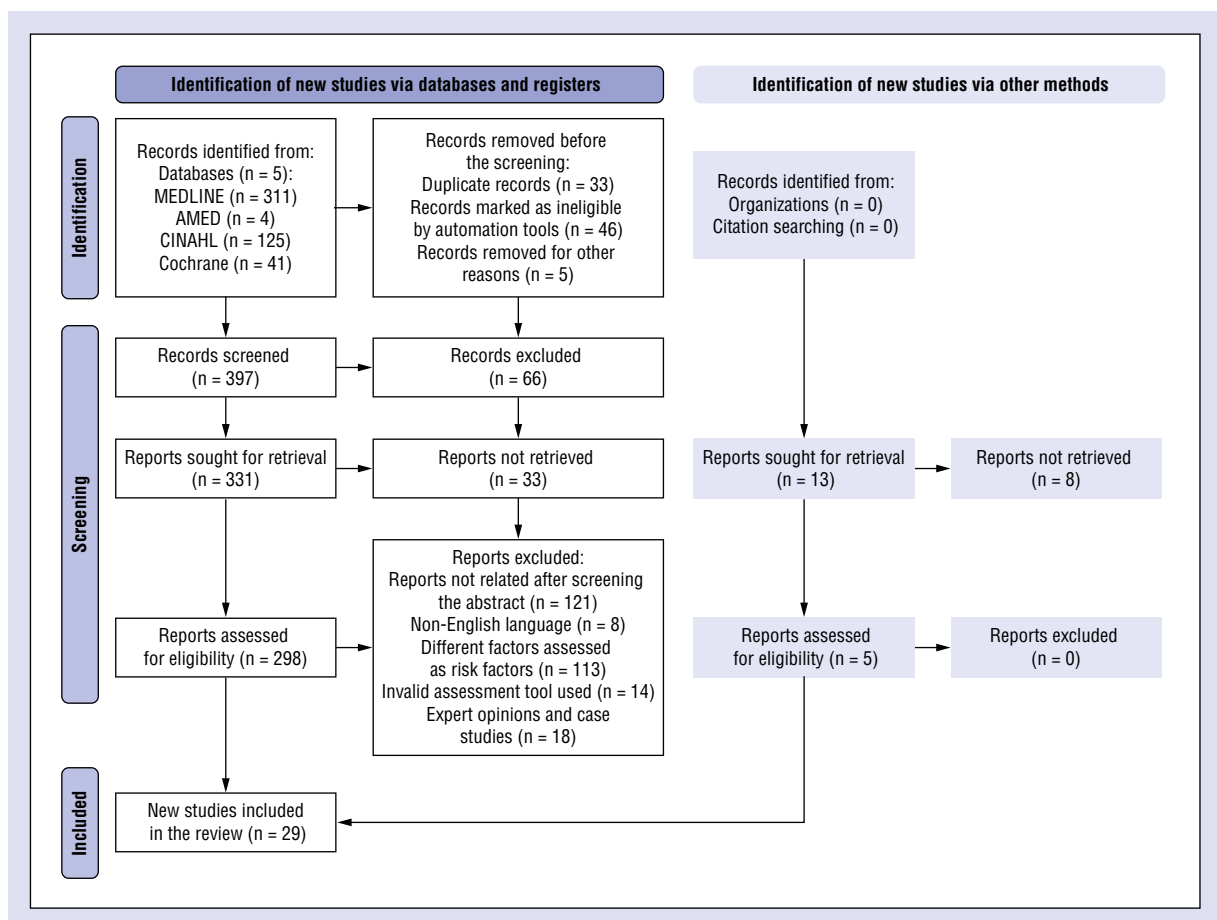 Identification of new studies via databases and registers
Identification of new studies via other methods
Identification
Records identified from:
Databases (n = 5):
MEDLINE (n = 311)
AMED (n = 4)
CINAHL (n = 125)
Cochrane (n = 41)
Records removed before
the screening:
Duplicate records (n = 33)
Records marked as ineligible
by automation tools (n = 46)
Records removed for other
reasons (n = 5)
Records identified from:
Organizations (n = 0)
Citation searching (n = 0)
Screening
Records screened
(n = 397)
Records excluded
(n = 66)
Reports sought for retrieval
(n = 331)
Reports not retrieved
(n = 33)
Reports sought for retrieval
(n = 13)
Reports not retrieved
(n = 8)
Reports assessed
for eligibility (n = 298)
Reports excluded:
Reports not related after screening
the abstract (n = 121)
Non-English language (n = 8)
Different factors assessed
as risk factors (n = 113)
Invalid assessment tool used (n = 14)
Expert opinions and case
studies (n = 18)
Reports assessed
for eligibility (n = 5)
Reports excluded
(n = 0)
Included
New studies included
in the review (n = 29)